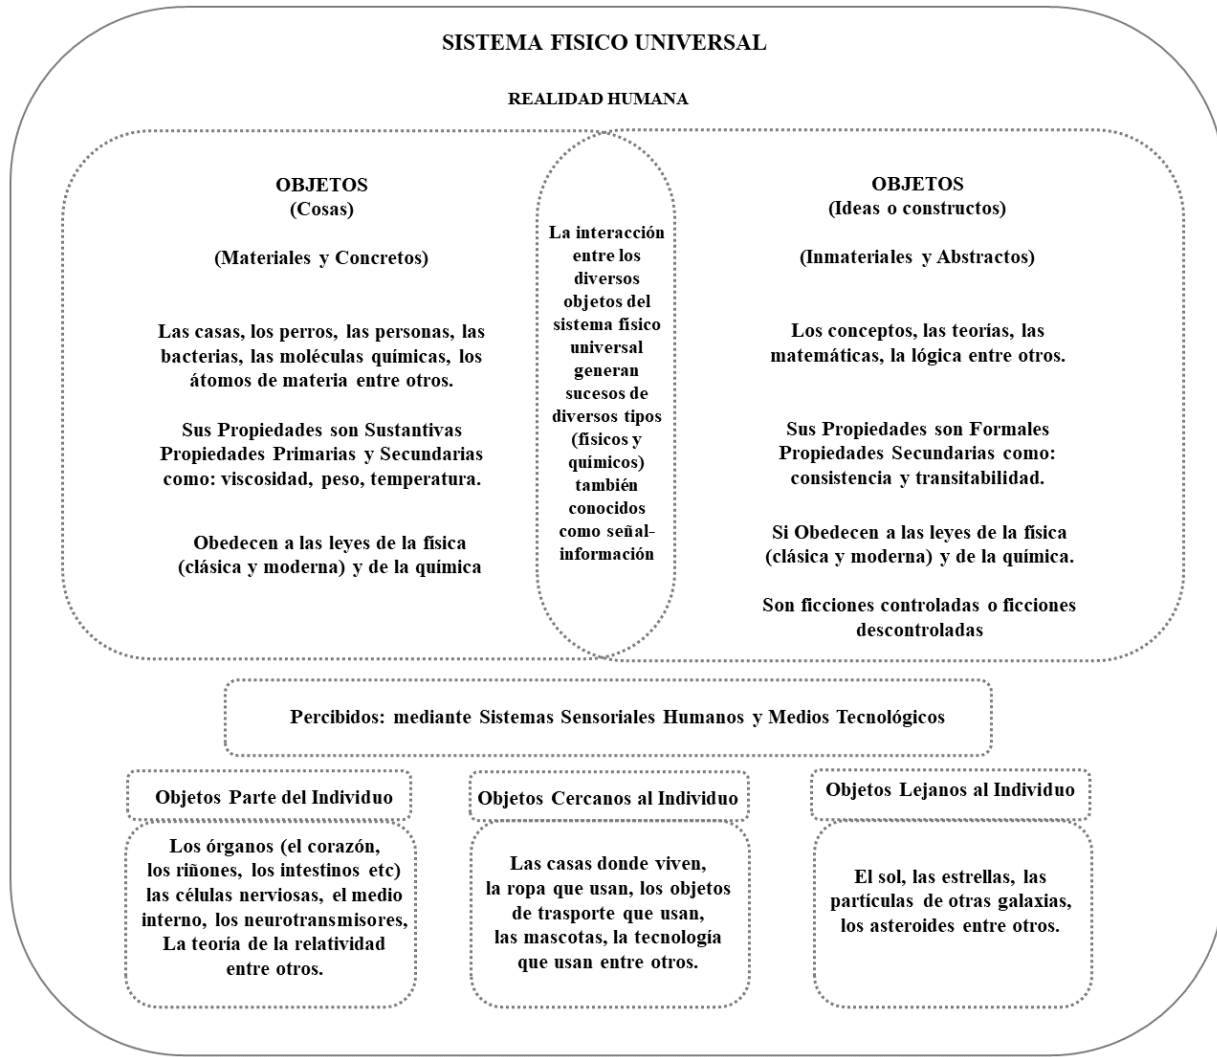 SISTEMA FISICO UNIVERSAL
REALIDAD HUMANA
OBJETOS
(Cosas)
(Materiales y Concretos)
Las casas, los perros, las personas, las
bacterias, las moléculas químicas, los
átomos de materia entre otros.
Sus Propiedades son Sustantivas
Propiedades Primarias y Secundarias
como: viscosidad, peso, temperatura.
Obedecen a las leyes de la física
(clásica y moderna) y de la química
La interacción
entre los
diversos
objetos del
sistema físico
universal
generan
sucesos de
diversos tipos
(físicos y
químicos)
también
conocidos
como señal-
información
OBJETOS
(Ideas o constructos)
(Inmateriales y Abstractos)
Los conceptos, las teorías, las
matemáticas, la lógica entre otros.
Sus Propiedades son Formales
Propiedades Secundarias como:
consistencia y transitabilidad.
Si Obedecen a las leyes de la física
(clásica y moderna) y de la química.
Son ficciones controladas o ficciones
descontroladas
Percibidos: mediante Sistemas Sensoriales Humanos y Medios Tecnológicos
Objetos Parte del Individuo
Los órganos (el corazón,
los riñones, los intestinos etc)
las células nerviosas, el medio
interno, los neurotransmisores,
La teoría de la relatividad
entre otros.
Objetos Cercanos al Individuo
Las casas donde viven,
la ropa que usan, los objetos
de trasporte que usan,
las mascotas, la tecnología
que usan entre otros.
Objetos Lejanos al Individuo
El sol, las estrellas, las
partículas de otras galaxias,
los asteroides entre otros.